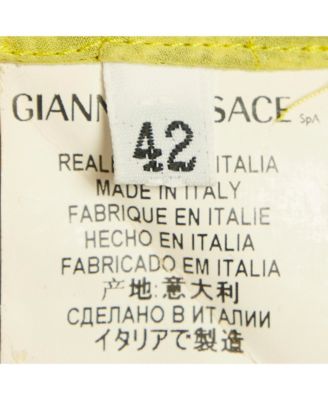 GIANN SACE SpA
42
REAL ITALIA
MADE IN ITALY
FABRIQUE EN ITALIE
HECHO EN ITALIA
FABRICADO EM ITALIA
产地:意大利
СДЕЛАНО В ИТАЛИИ
イタリアで製造